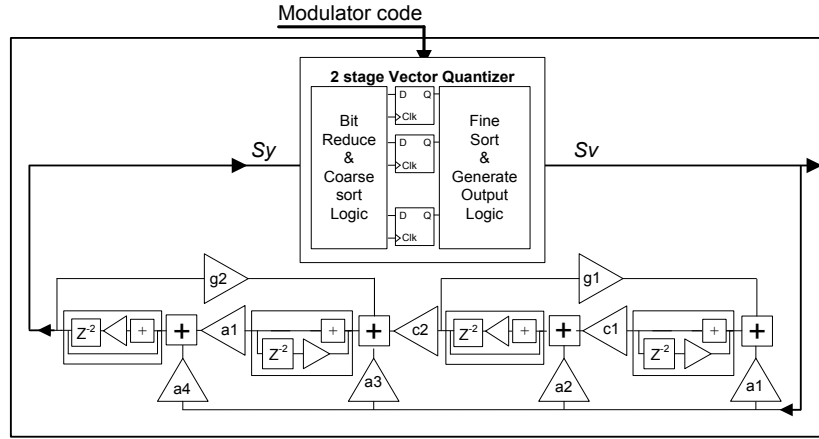 Modulator code
2 stage Vector Quantizer
D Q
Clk
D Q
Clk
D Q
Clk
Bit
Reduce
&
Coarse
sort
Logic
Fine
Sort
&
Generate
Output
Logic
Sy
Sv
g2
g1
Z-2
+
+
a1
+
Z-2
+
c2
Z-2
+
+
c1
+
Z-2
+
a4
a3
a2
a1